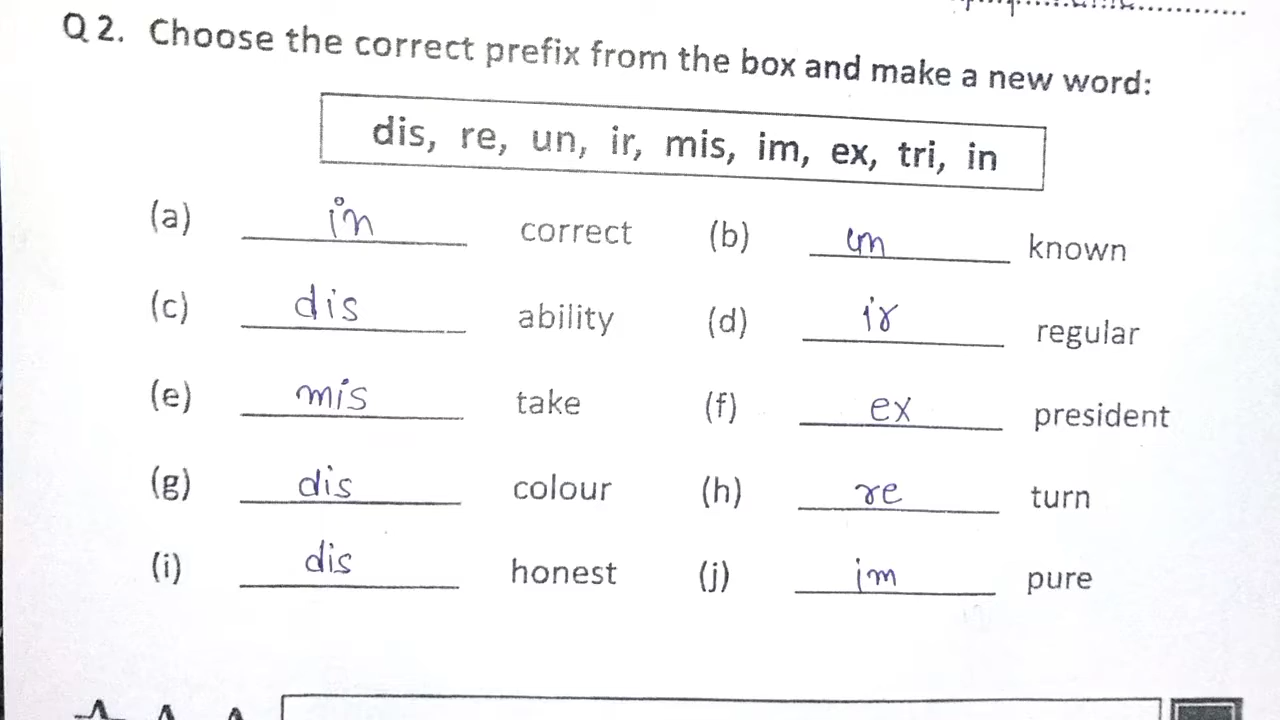 Q 2. Choose the correct prefix from the box and make a new word:
dis, re, un, ir, mis, im, ex, tri, in
(a) in correct (b) un known
(c) dis ability (d) ir regular
(e) mis take (f) ex president
(g) dis colour (h) re turn
(i) dis honest (j) im pure